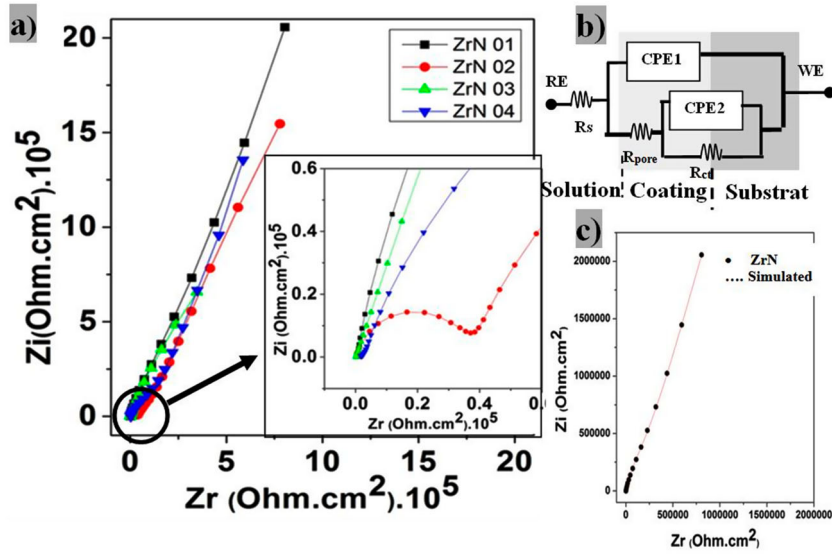 a)
20
15
10
5
0
Zi(Ohm.cm²).10⁵
0 5 10 15 20
Zr (Ohm.cm²).10⁵
ZrN 01
ZrN 02
ZrN 03
ZrN 04
0.6
0.4
0.2
0.0
Zi (Ohm.cm²).10⁵
0.0 0.2 0.4
Zr (Ohm.cm²).10⁵
b)
CPE1
RE
WE
CPE2
Rs
Rpore
Rct
Solution Coating Substrat
c)
ZrN
Simulated
2000000
1500000
1000000
500000
0
Zi (Ohm.cm²)
0 500000 1000000 1500000
Zr (Ohm.cm²)